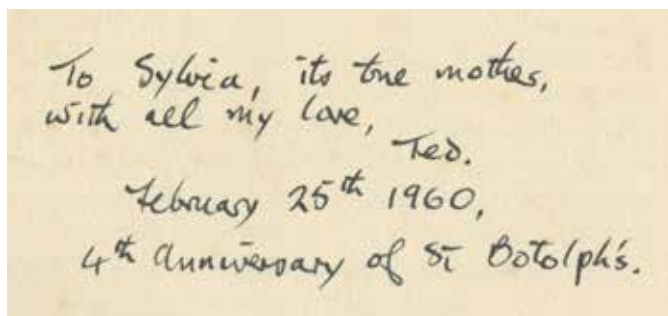 To Sylvia, its true mother,
with all my love,
Ted.
February 25th 1960,
4th Anniversary of St Botolph's.